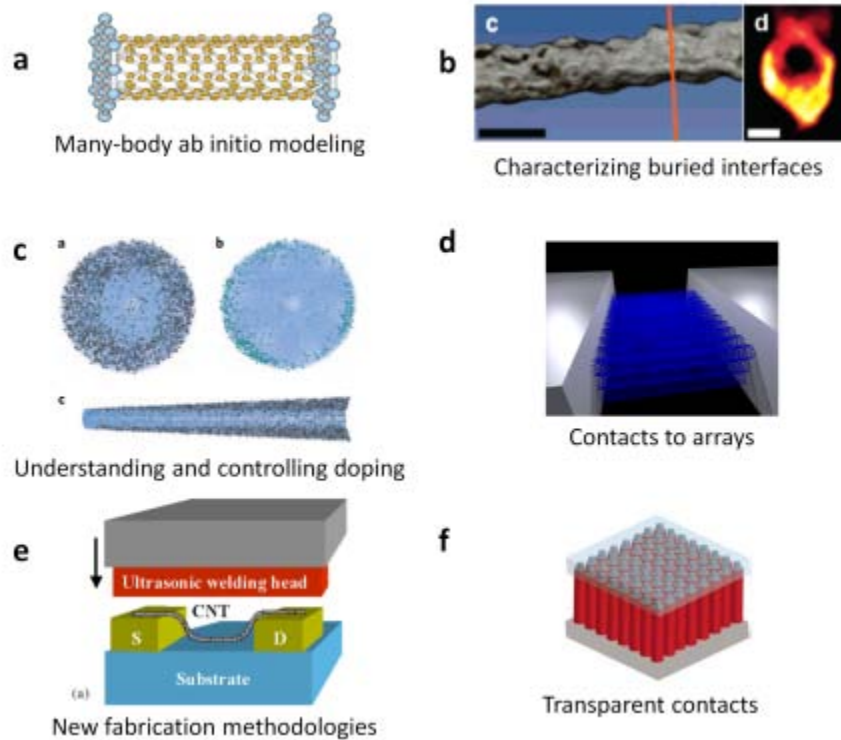 a
Many-body ab initio modeling
b
c
d
Characterizing buried interfaces
c
a
b
c
Understanding and controlling doping
d
Contacts to arrays
e
Ultrasonic welding head
CNT
S
D
Substrate
(a)
New fabrication methodologies
f
Transparent contacts